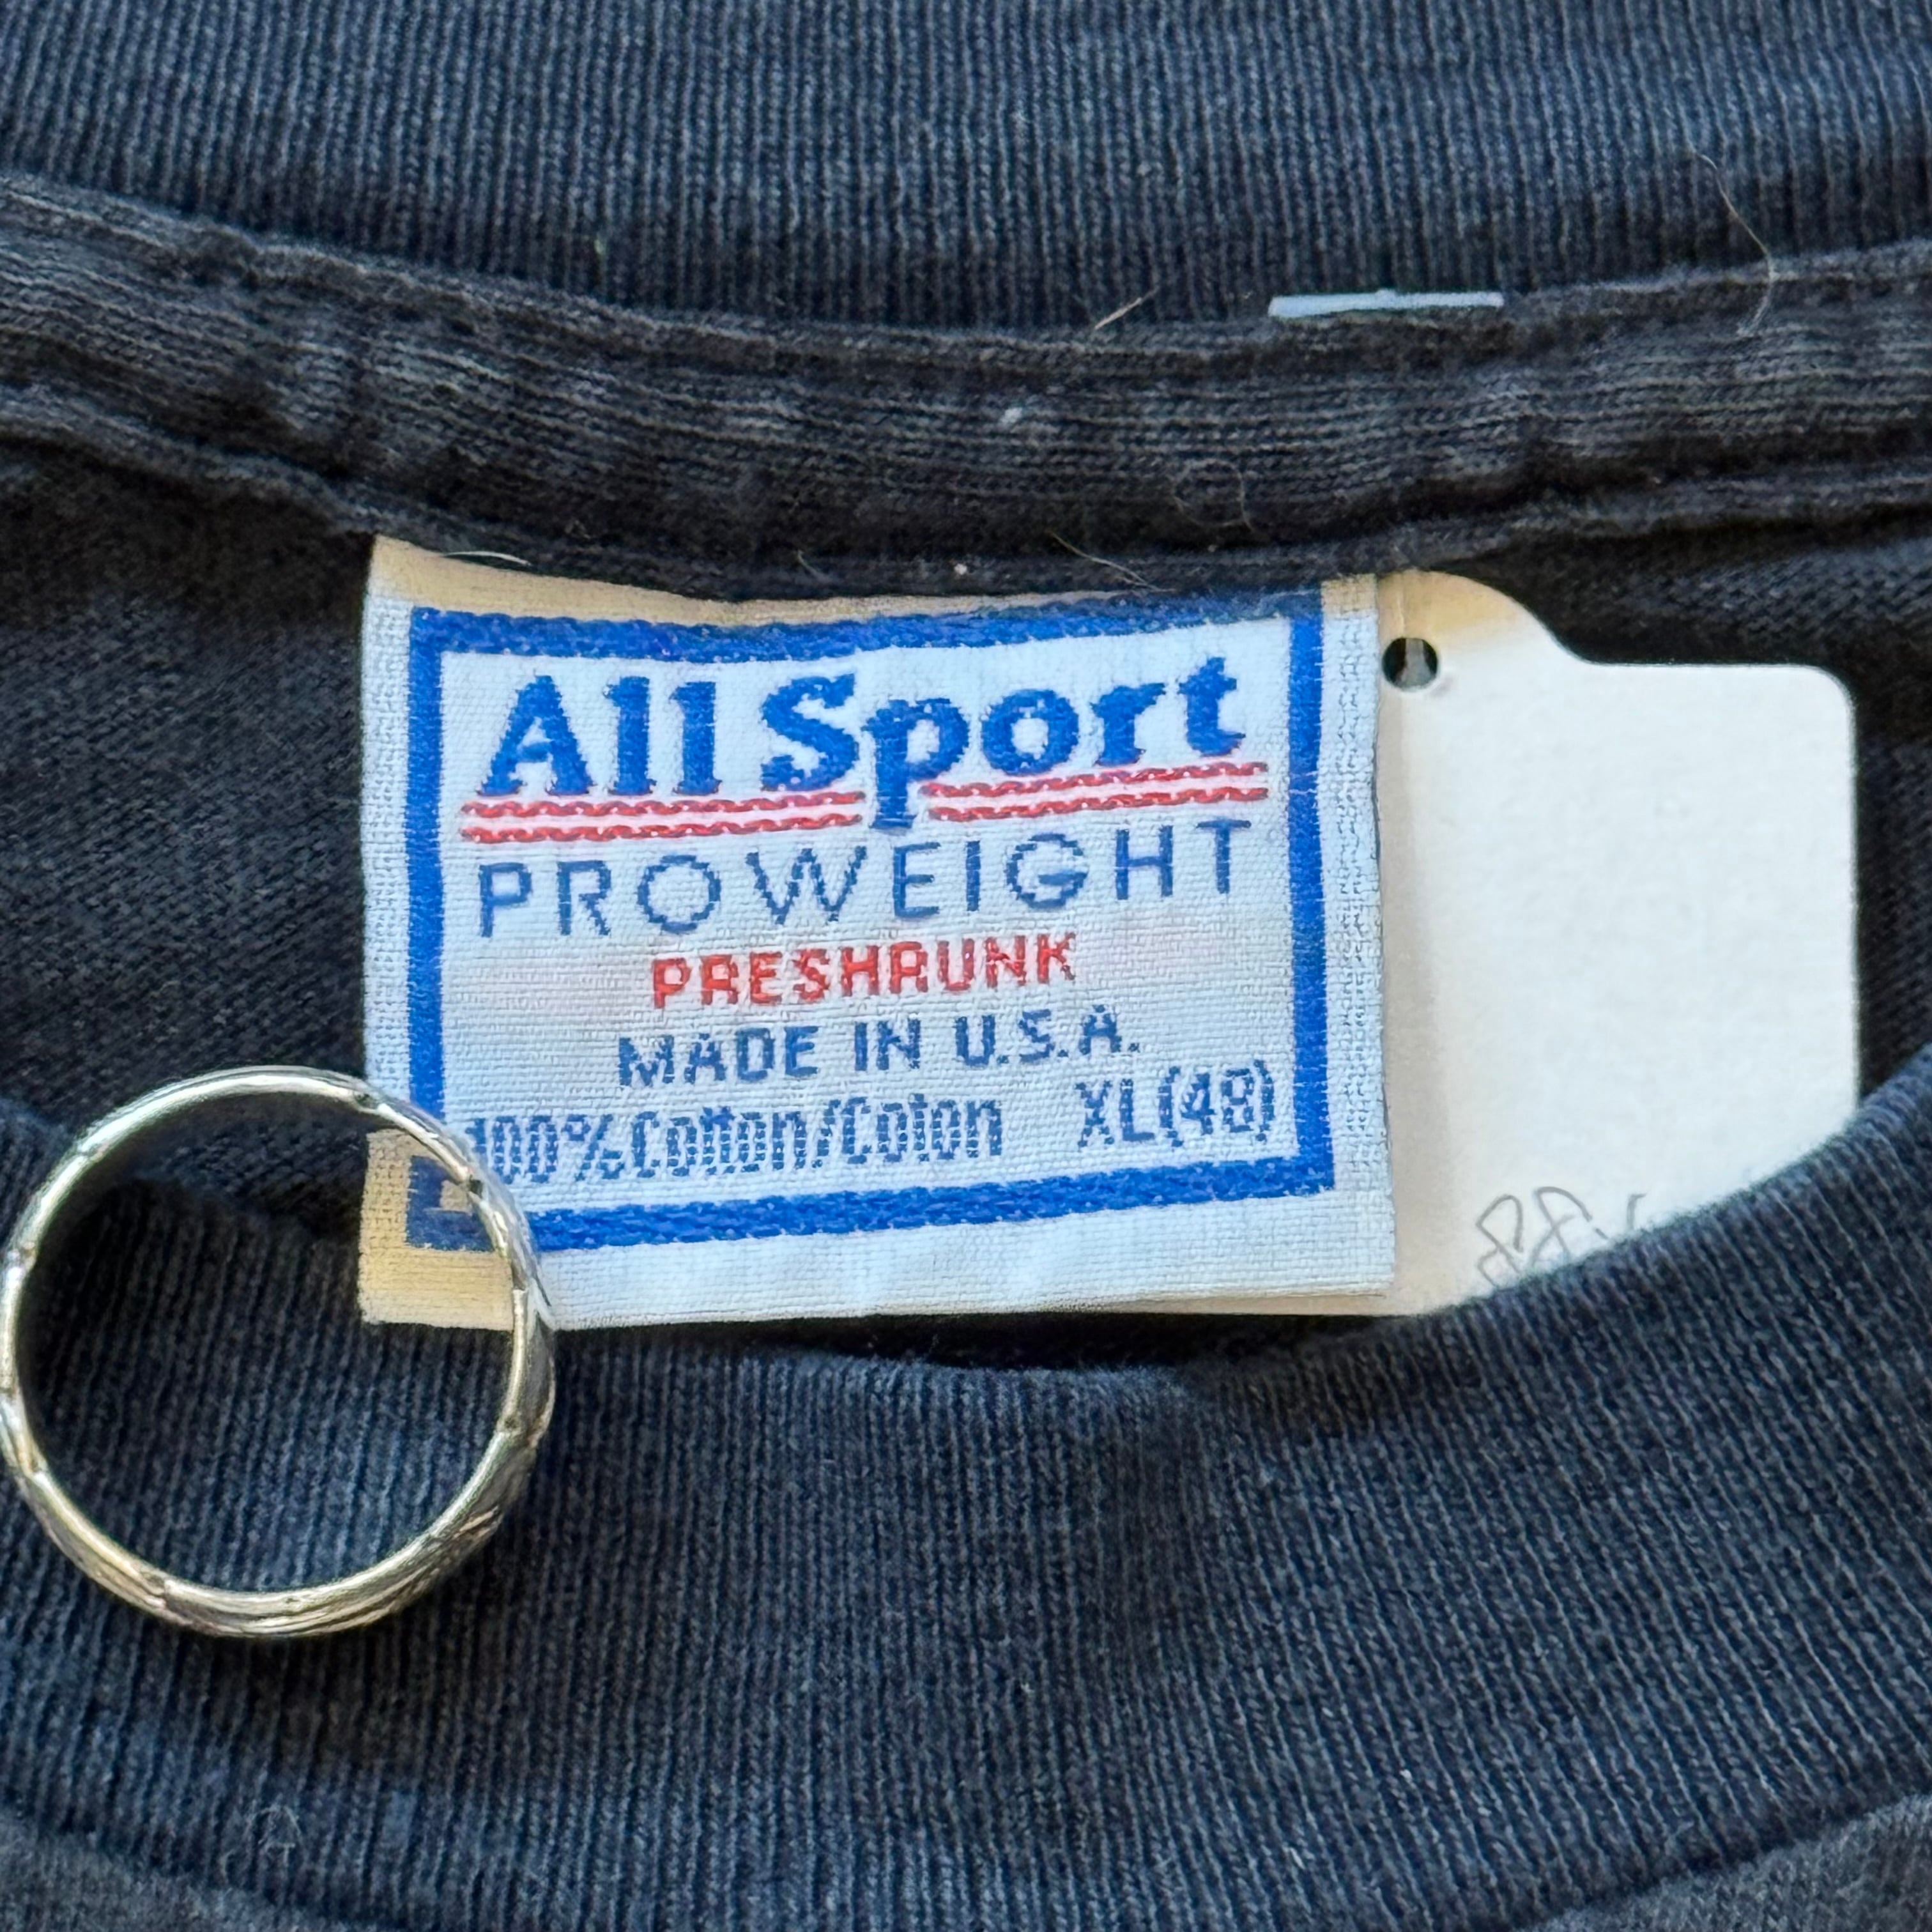 All Sport
PROWEIGHT
PRESHRUNK
MADE IN U.S.A.
100% Cotton/Coton XL(48)